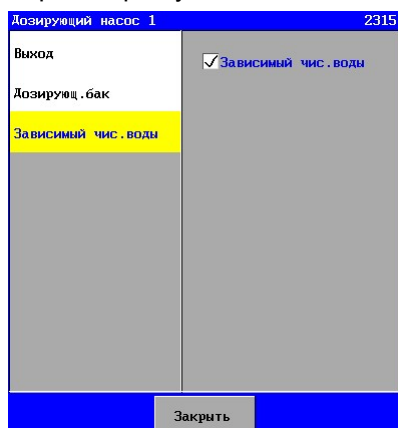 Дозирующий насос 1 2315
Выход
Зависимый чис.воды
Дозирующ.бак
Зависимый чис.воды
Закрыть